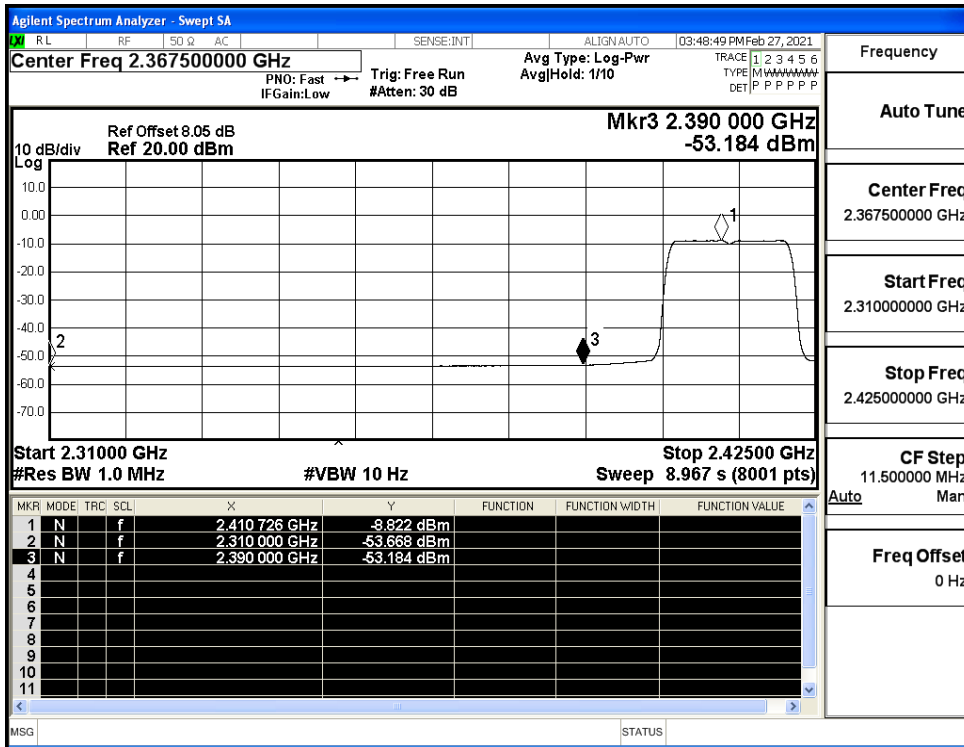 Agilent Spectrum Analyzer - Swept SA
LXI RL RF 50 Ω AC SENSE:INT ALIGN AUTO 03:48:49 PM Feb 27, 2021
Center Freq 2.367500000 GHz
PNO: Fast
IFGain:Low
Trig: Free Run
#Atten: 30 dB
Avg Type: Log-Pwr
Avg|Hold: 1/10
TRACE 1 2 3 4 5 6
TYPE M W W W W W
DET P P P P P P
Ref Offset 8.05 dB
10 dB/div Ref 20.00 dBm
Log
Mkr3 2.390 000 GHz
-53.184 dBm
10.0
0.00
-10.0
-20.0
-30.0
-40.0
-50.0
-60.0
-70.0
1
2
3
Start 2.31000 GHz Stop 2.42500 GHz
#Res BW 1.0 MHz #VBW 10 Hz Sweep 8.967 s (8001 pts)
MKR MODE TRC SCL X Y FUNCTION FUNCTION WIDTH FUNCTION VALUE
1 N f 2.410 726 GHz -8.822 dBm
2 N f 2.310 000 GHz -53.668 dBm
3 N f 2.390 000 GHz -53.184 dBm
4
5
6
7
8
9
10
11
MSG STATUS
Frequency
Auto Tune
Center Freq
2.367500000 GHz
Start Freq
2.310000000 GHz
Stop Freq
2.425000000 GHz
CF Step
11.500000 MHz
Auto Man
Freq Offset
0 Hz